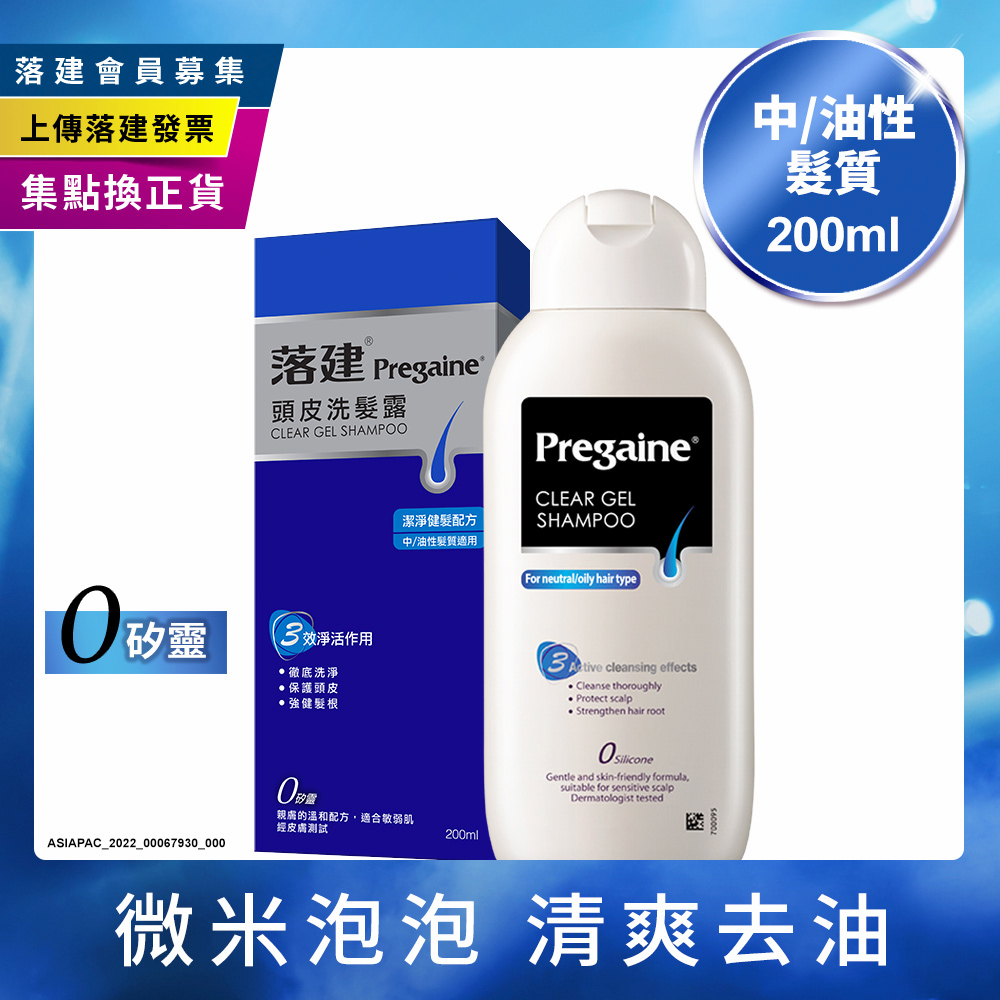 落建會員募集
上傳落建發票
集點換正貨
中/油性
髮質
200ml
落建® Pregaine®
頭皮洗髮露
CLEAR GEL SHAMPOO
潔淨健髮配方
中/油性髮質適用
3效淨活作用
•徹底洗淨
•保護頭皮
•強健髮根
0矽靈
親膚的溫和配方，適合敏弱肌
經皮膚測試
200ml
Pregaine®
CLEAR GEL
SHAMPOO
For neutral/oily hair type
3 Active cleansing effects
• Cleanse thoroughly
• Protect scalp
• Strengthen hair root
0 Silicone
Gentle and skin-friendly formula,
suitable for sensitive scalp
Dermatologist tested
700095
0矽靈
ASIAPAC_2022_00067930_000
微米泡泡 清爽去油